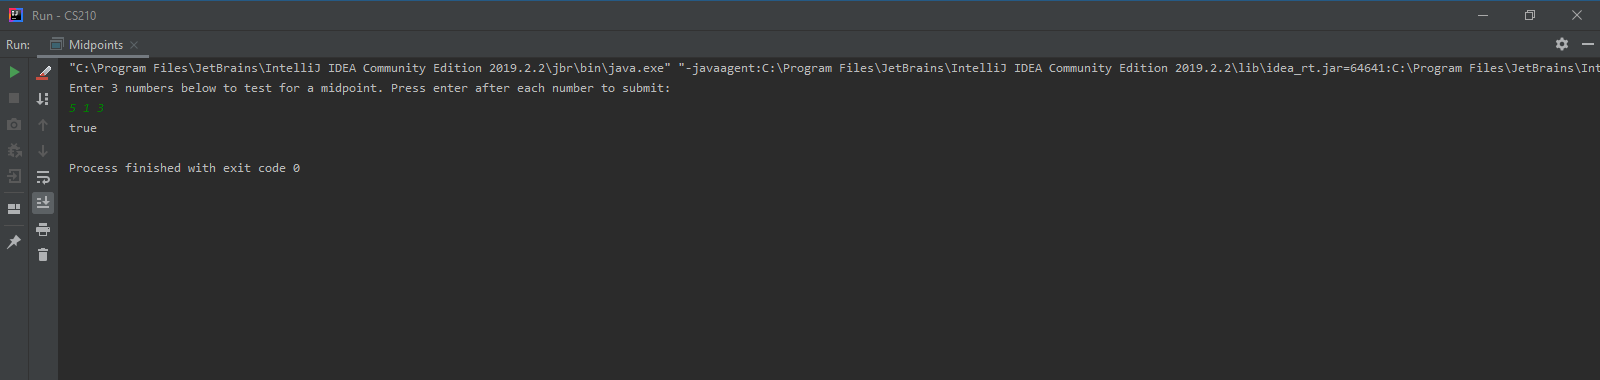 Run - CS210
Run: Midpoints
"C:\Program Files\JetBrains\IntelliJ IDEA Community Edition 2019.2.2\jbr\bin\java.exe" "-javaagent:C:\Program Files\JetBrains\IntelliJ IDEA Community Edition 2019.2.2\lib\idea_rt.jar=64641:C:\Program Files\JetBrains\Int
Enter 3 numbers below to test for a midpoint. Press enter after each number to submit:
5 1 3
true
Process finished with exit code 0